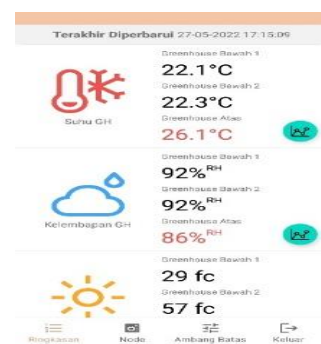 Terakhir Diperbarui 27-05-2022 17:15:09
Greenhouse Bawah 1
22.1°C
Greenhouse Bawah 2
22.3°C
Greenhouse Atas
26.1°C
Suhu GH
Greenhouse Bawah 1
92%RH
Greenhouse Bawah 2
92%RH
Greenhouse Atas
86%RH
Kelembapan GH
Greenhouse Bawah 1
29 fc
Greenhouse Bawah 2
57 fc
Ringkasan
Node
Ambang Batas
Keluar